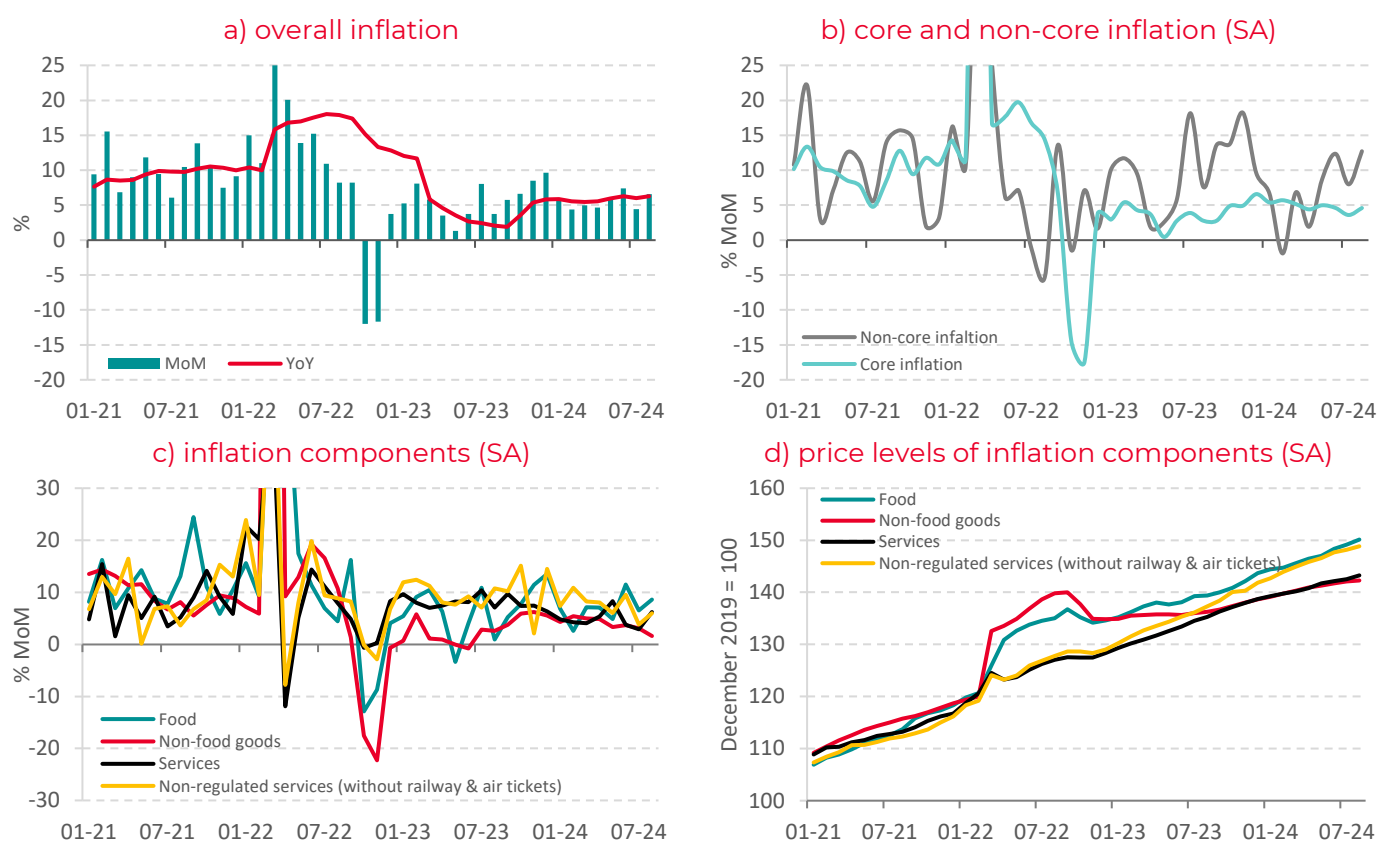 a) overall inflation
%
25
20
15
10
5
0
-5
-10
-15
-20
MoM
YoY
01-21 07-21 01-22 07-22 01-23 07-23 01-24 07-24
b) core and non-core inflation (SA)
% MoM
25
20
15
10
5
0
-5
-10
-15
-20
Non-core infaltion
Core inflation
01-21 07-21 01-22 07-22 01-23 07-23 01-24 07-24
c) inflation components (SA)
% MoM
30
20
10
0
-10
-20
-30
Food
Non-food goods
Services
Non-regulated services (without railway & air tickets)
01-21 07-21 01-22 07-22 01-23 07-23 01-24 07-24
d) price levels of inflation components (SA)
December 2019 = 100
160
150
140
130
120
110
100
Food
Non-food goods
Services
Non-regulated services (without railway & air tickets)
01-21 07-21 01-22 07-22 01-23 07-23 01-24 07-24